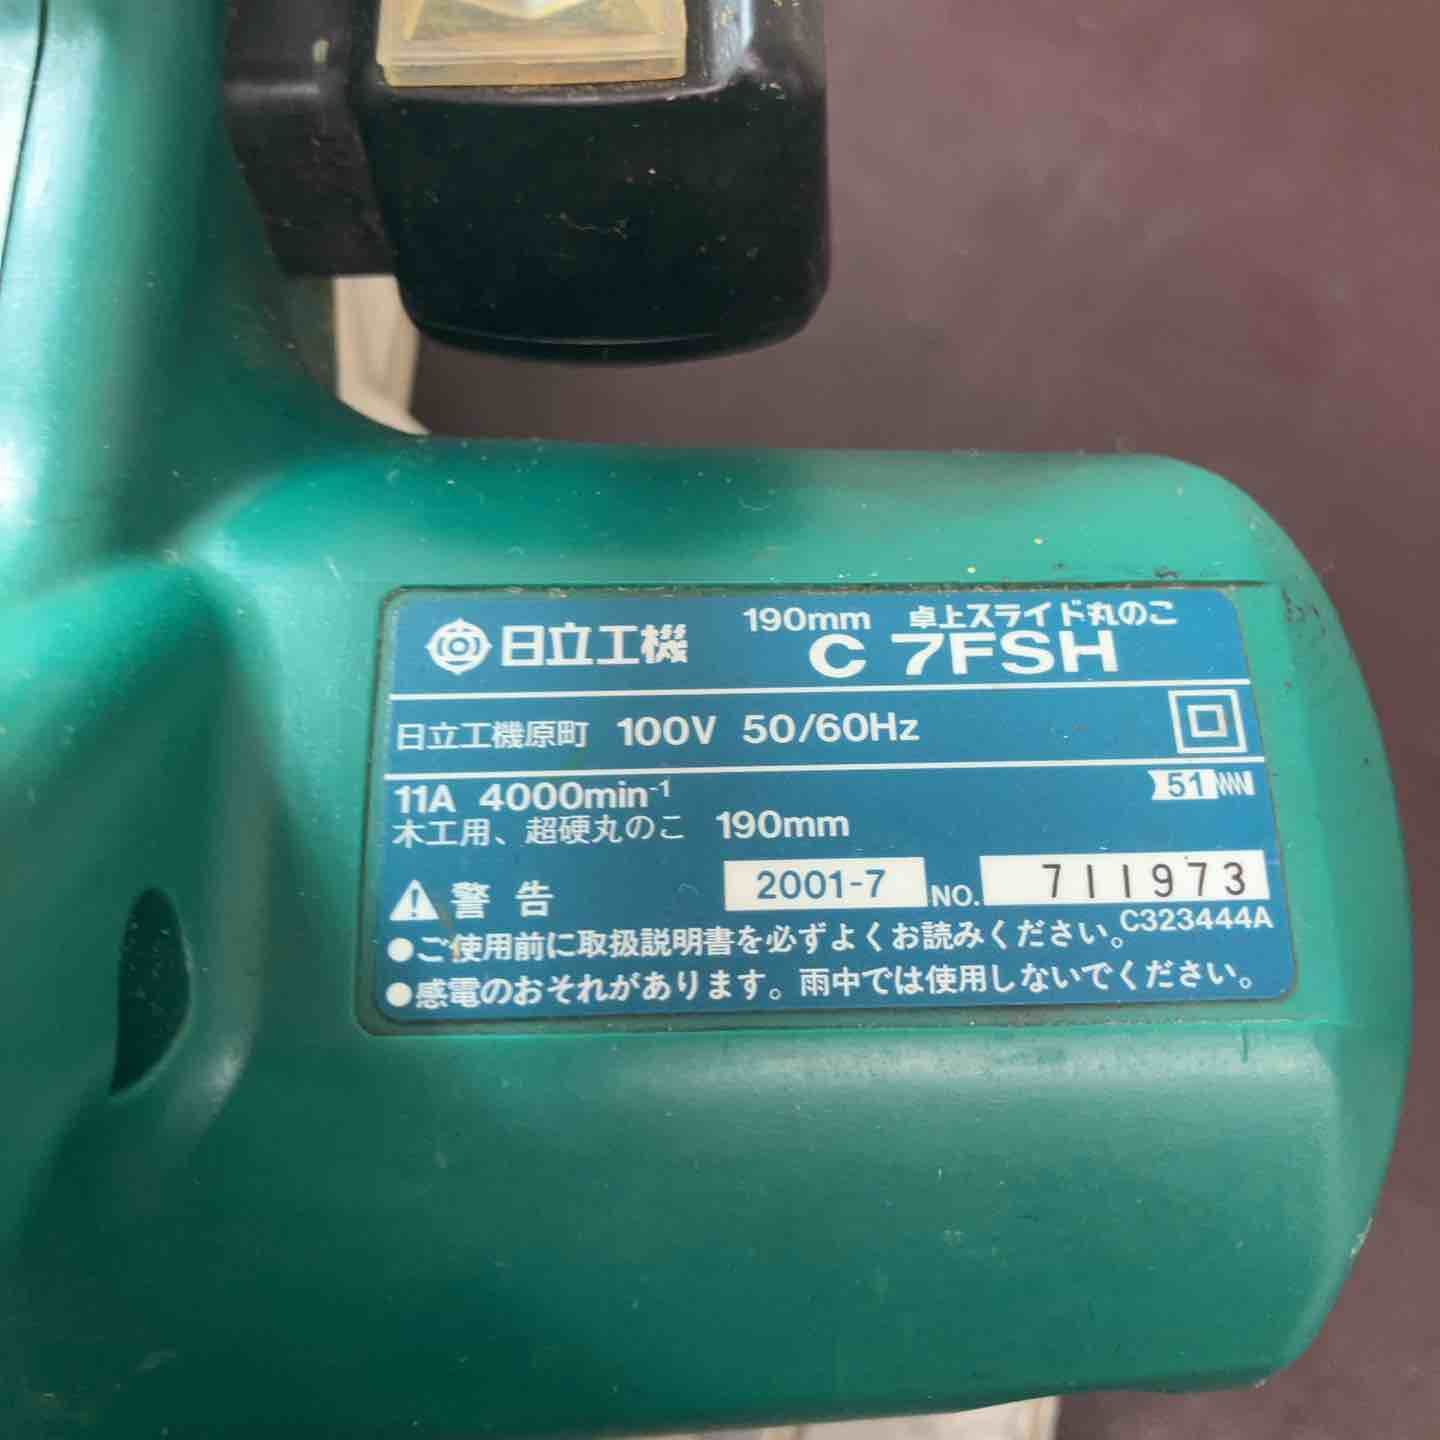 日立工機
190mm 卓上スライド丸のこ
C 7FSH
日立工機原町 100V 50/60Hz
11A 4000min-1
51
木工用、超硬丸のこ 190mm
警告
2001-7 NO. 711973
C323444A
●ご使用前に取扱説明書を必ずよくお読みください。
●感電のおそれがあります。雨中では使用しないでください。